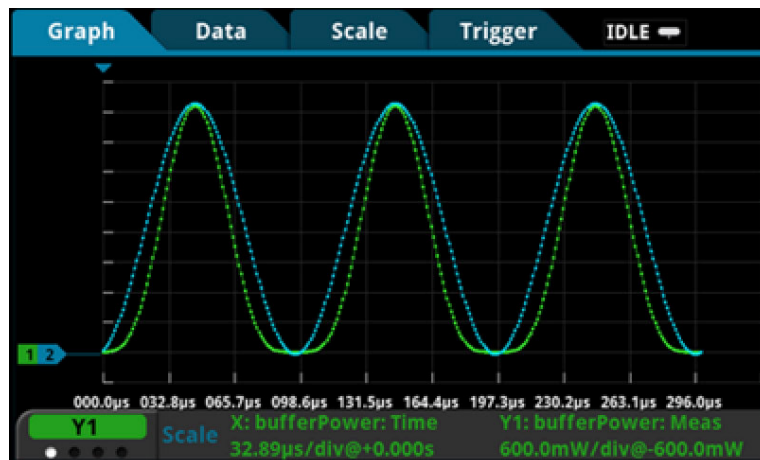 Graph Data Scale Trigger IDLE
1 2
000.0µs 032.8µs 065.7µs 098.6µs 131.5µs 164.4µs 197.3µs 230.2µs 263.1µs 296.0µs
Y1 Scale X: bufferPower: Time Y1: bufferPower: Meas
32.89µs/div@+0.000s 600.0mW/div@-600.0mW